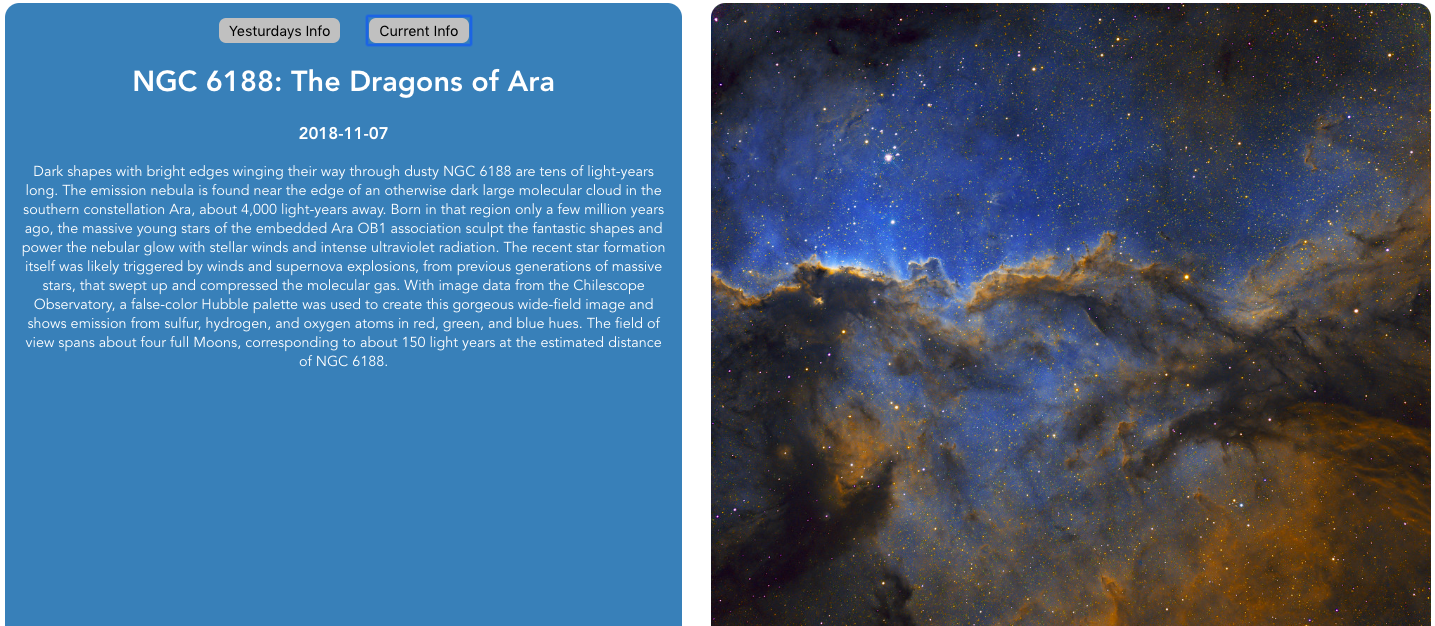 Yesturdays Info
Current Info
NGC 6188: The Dragons of Ara
2018-11-07
Dark shapes with bright edges winging their way through dusty NGC 6188 are tens of light-years
long. The emission nebula is found near the edge of an otherwise dark large molecular cloud in the
southern constellation Ara, about 4,000 light-years away. Born in that region only a few million years
ago, the massive young stars of the embedded Ara OB1 association sculpt the fantastic shapes and
power the nebular glow with stellar winds and intense ultraviolet radiation. The recent star formation
itself was likely triggered by winds and supernova explosions, from previous generations of massive
stars, that swept up and compressed the molecular gas. With image data from the Chilescope
Observatory, a false-color Hubble palette was used to create this gorgeous wide-field image and
shows emission from sulfur, hydrogen, and oxygen atoms in red, green, and blue hues. The field of
view spans about four full Moons, corresponding to about 150 light years at the estimated distance
of NGC 6188.